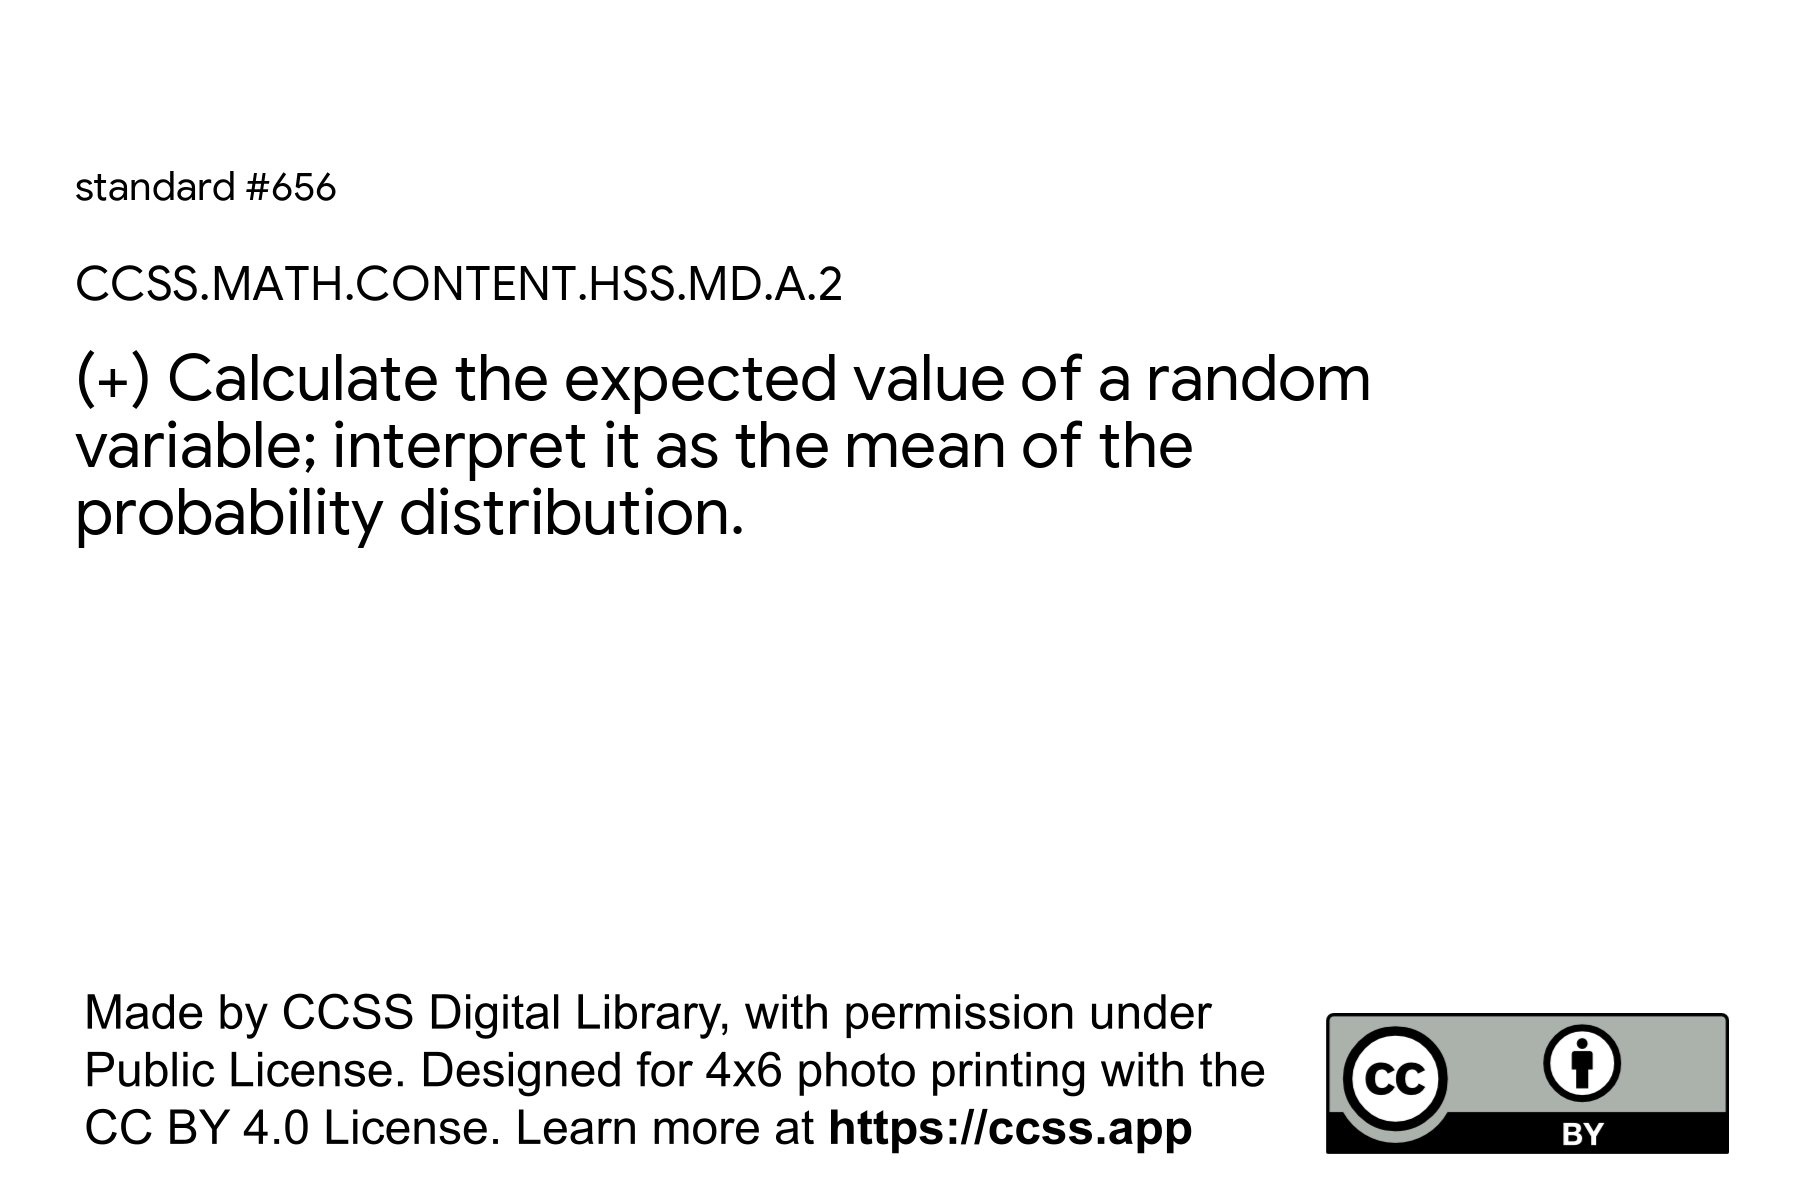 standard #656
CCSS.MATH.CONTENT.HSS.MD.A.2
(+) Calculate the expected value of a random
variable; interpret it as the mean of the
probability distribution.
Made by CCSS Digital Library, with permission under
Public License. Designed for 4x6 photo printing with the
CC BY 4.0 License. Learn more at https://ccss.app
cc
BY